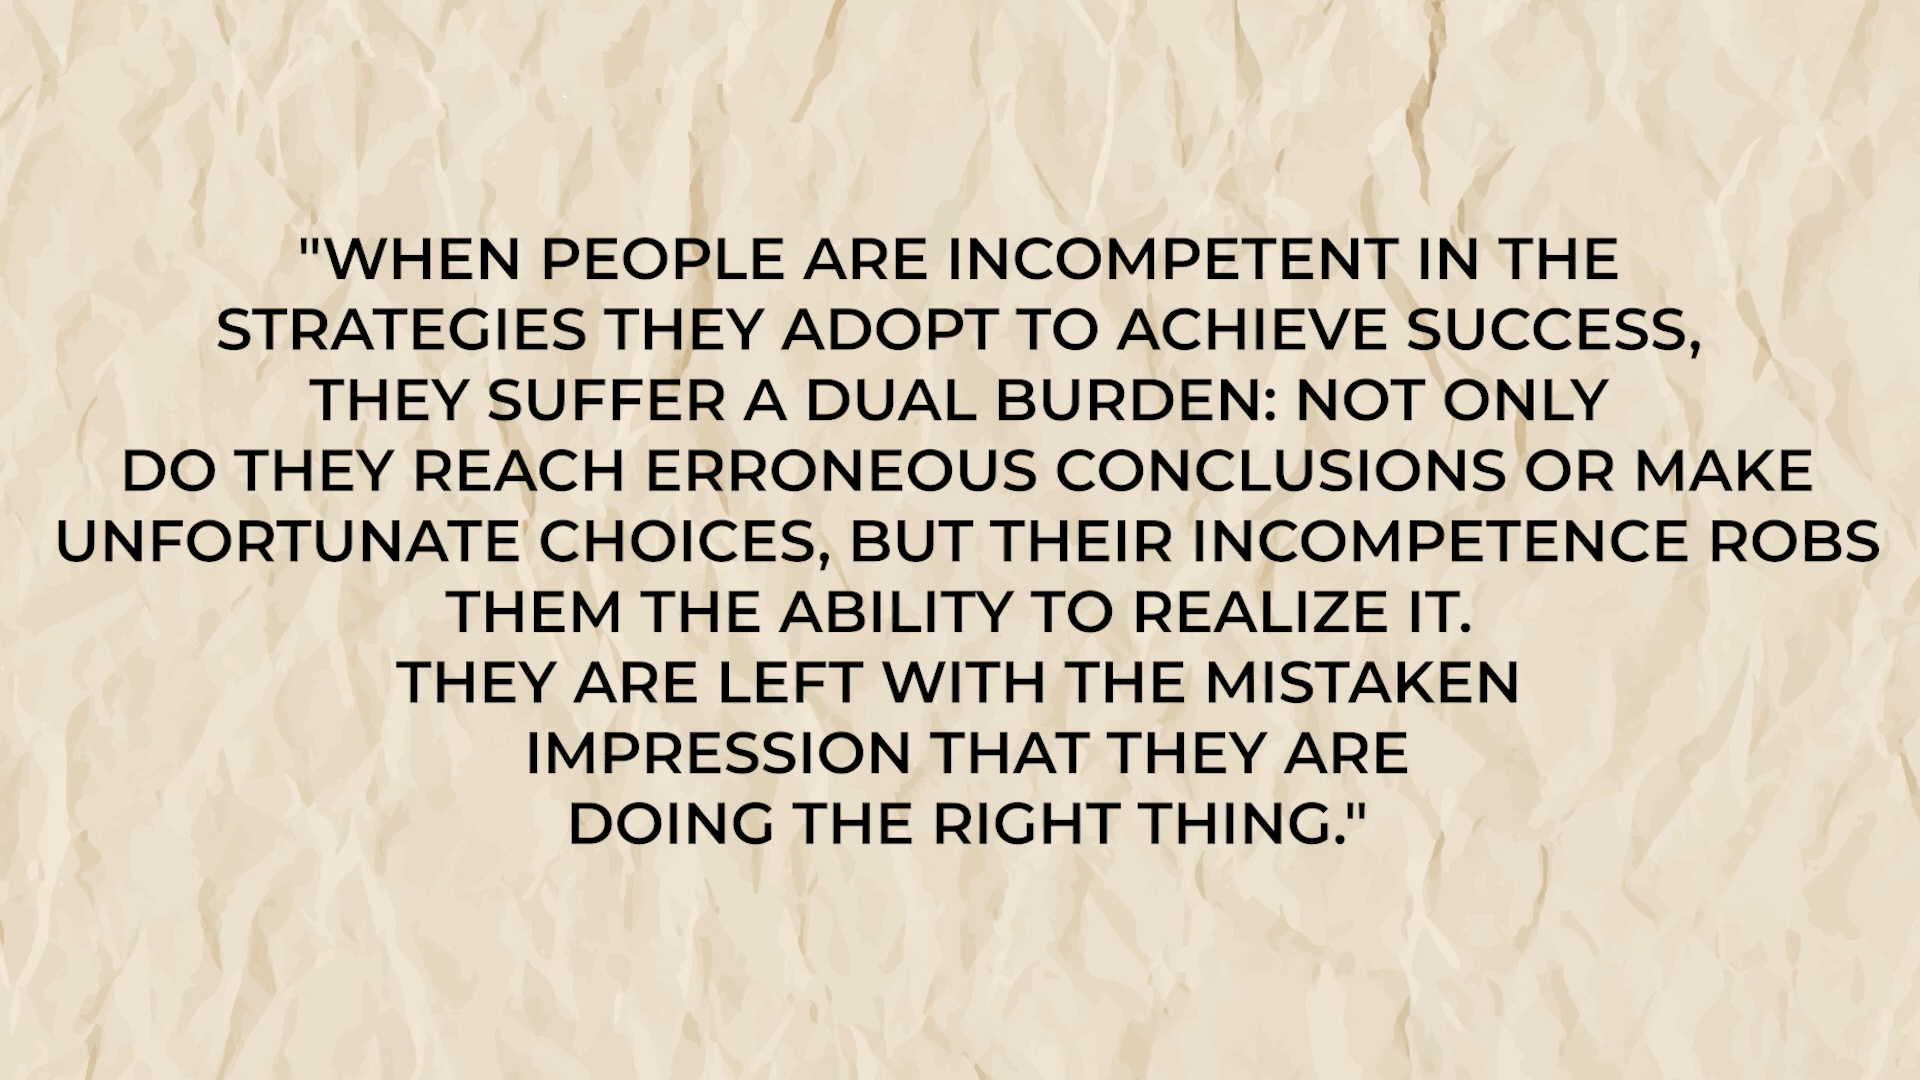 "WHEN PEOPLE ARE INCOMPETENT IN THE
STRATEGIES THEY ADOPT TO ACHIEVE SUCCESS,
THEY SUFFER A DUAL BURDEN: NOT ONLY
DO THEY REACH ERRONEOUS CONCLUSIONS OR MAKE
UNFORTUNATE CHOICES, BUT THEIR INCOMPETENCE ROBS
THEM THE ABILITY TO REALIZE IT.
THEY ARE LEFT WITH THE MISTAKEN
IMPRESSION THAT THEY ARE
DOING THE RIGHT THING."